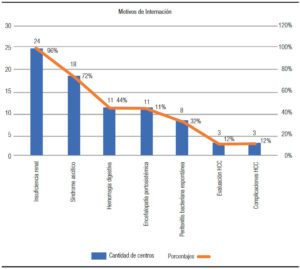 Motivos de Internación
30
25
20
15
10
5
0
120%
100%
80%
60%
40%
20%
0%
24
96%
18
72%
11 44%
11
11%
8
32%
3
12%
3
12%
Insuficiencia renal
Síndrome ascítico
Hemorragia digestiva
Encefalopatía portosistémica
Peritonitis bacteriana espontánea
Evaluación HCC
Complicaciones HCC
Cantidad de centros
Porcentajes